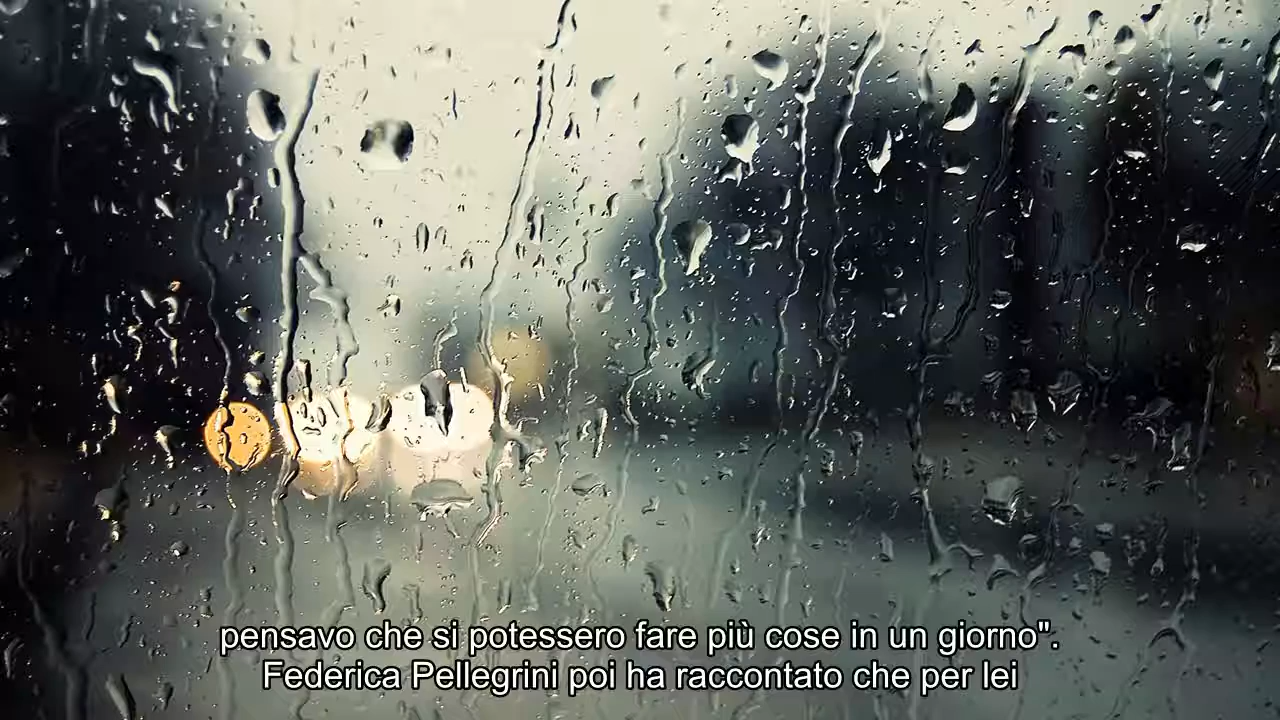 pensavo che si potessero fare più cose in un giorno".
Federica Pellegrini poi ha raccontato che per lei